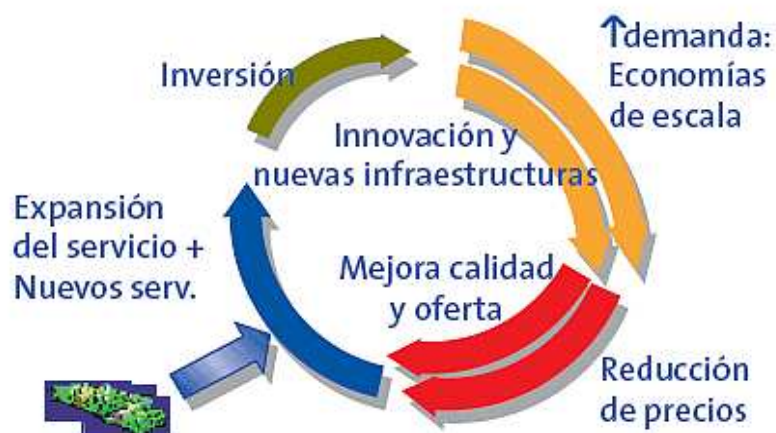 ↑demanda:
Economías
de escala
Inversión
Innovación y
nuevas infraestructuras
Expansión
del servicio +
Nuevos serv.
Mejora calidad
y oferta
Reducción
de precios